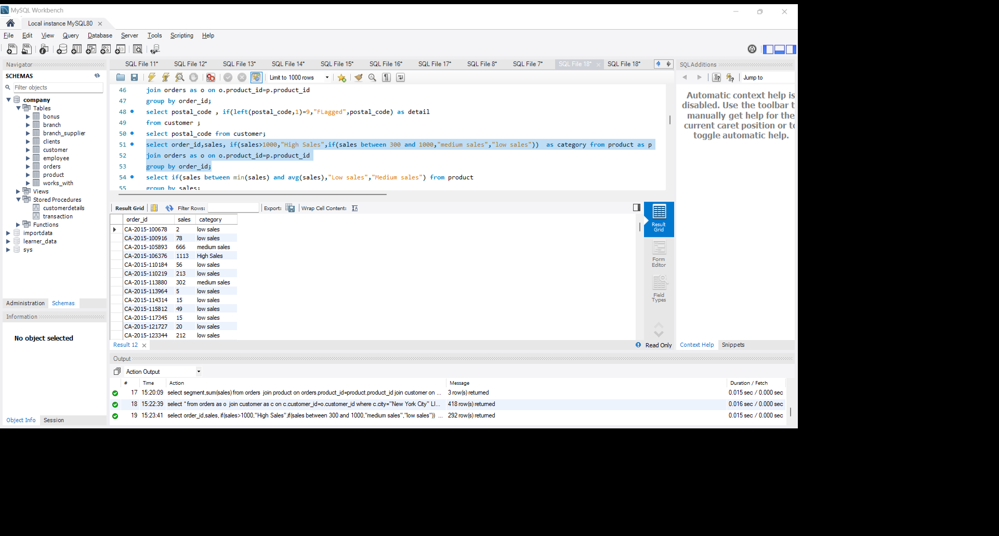 MySQL Workbench
Local instance MySQL80
File Edit View Query Database Server Tools Scripting Help
Navigator
SCHEMAS
Filter objects
company
Tables
bonus
branch
branch_supplier
clients
customer
employee
orders
product
works_with
Views
Stored Procedures
customerdetails
transaction
Functions
importdata
learner_data
sys
Administration Schemas
Information
No object selected
Object Info Session
SQL File 11* SQL File 12* SQL File 13* SQL File 14* SQL File 15* SQL File 16* SQL File 17* SQL File 8* SQL File 7* SQL File 18* SQL File 18*
Limit to 1000 rows
46 join orders as o on o.product_id=p.product_id
47 group by order_id;
48 select postal_code , if(left(postal_code,1)=9,"FLagged",postal_code) as detail
49 from customer ;
50 select postal_code from customer;
51 select order_id,sales, if(sales>1000,"High Sales",if(sales between 300 and 1000,"medium sales","low sales")) as category from product as p
52 join orders as o on o.product_id=p.product_id
53 group by order_id;
54 select if(sales between min(sales) and avg(sales),"Low sales","Medium sales") from product
55 group by sales;
Result Grid Filter Rows: Export: Wrap Cell Content:
order_id sales category
CA-2015-100678 2 low sales
CA-2015-100916 78 low sales
CA-2015-105893 666 medium sales
CA-2015-106376 1113 High Sales
CA-2015-110184 56 low sales
CA-2015-110219 213 low sales
CA-2015-113880 302 medium sales
CA-2015-113964 5 low sales
CA-2015-114314 15 low sales
CA-2015-115812 49 low sales
CA-2015-117345 15 low sales
CA-2015-121727 20 low sales
CA-2015-123344 212 low sales
Result Grid
Form Editor
Field Types
Result 12
Read Only
SQLAdditions
Jump to
Automatic context help is
disabled. Use the toolbar t
manually get help for the
current caret position or to
toggle automatic help.
Context Help Snippets
Output
Action Output
# Time Action Message Duration / Fetch
17 15:20:09 select segment,sum(sales) from orders join product on orders.product_id=product.product_id join customer on ... 3 row(s) returned 0.015 sec / 0.000 sec
18 15:22:39 select * from orders as o join customer as c on c.customer_id=o.customer_id where c.city="New York City" LI... 418 row(s) returned 0.016 sec / 0.000 sec
19 15:23:41 select order_id,sales, if(sales>1000,"High Sales",if(sales between 300 and 1000,"medium sales","low sales")) ... 292 row(s) returned 0.015 sec / 0.000 sec